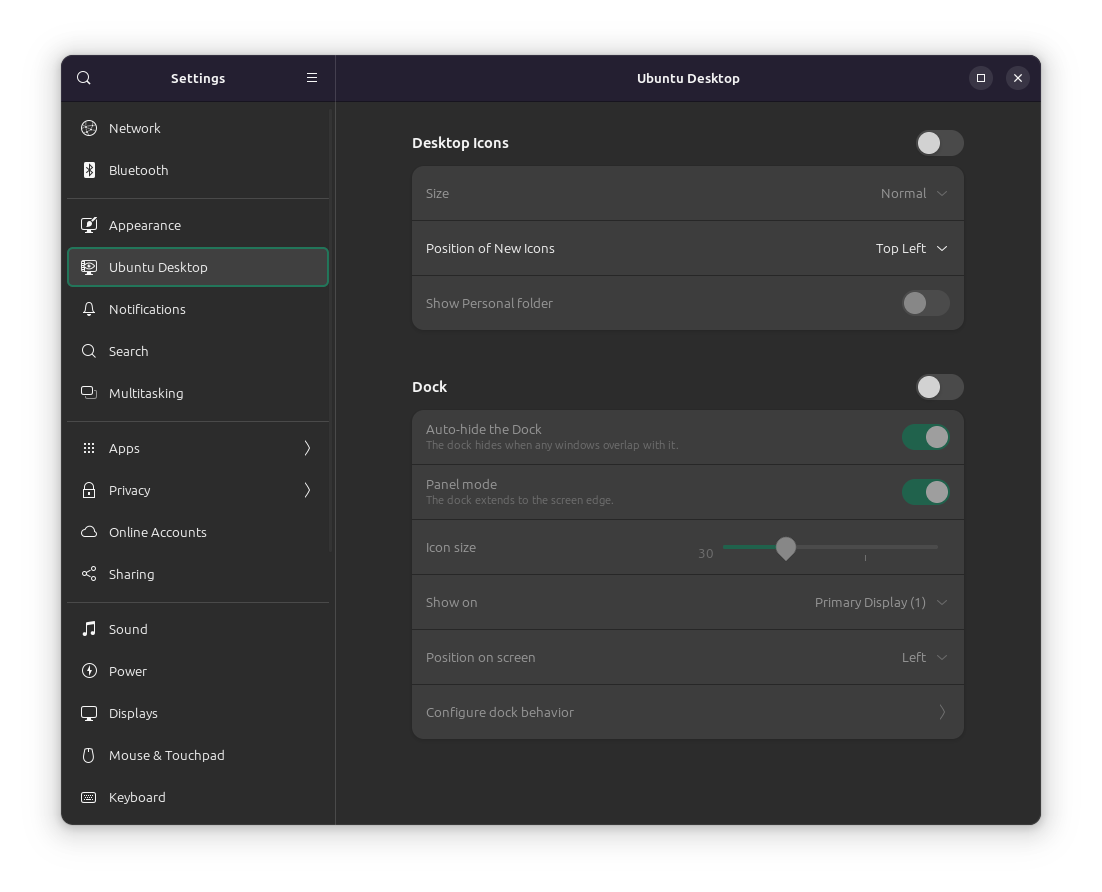 Settings
Ubuntu Desktop
Network
Bluetooth
Appearance
Ubuntu Desktop
Notifications
Search
Multitasking
Apps
Privacy
Online Accounts
Sharing
Sound
Power
Displays
Mouse & Touchpad
Keyboard
Desktop Icons
Size
Normal
Position of New Icons
Top Left
Show Personal folder
Dock
Auto-hide the Dock
The dock hides when any windows overlap with it.
Panel mode
The dock extends to the screen edge.
Icon size
30
Show on
Primary Display (1)
Position on screen
Left
Configure dock behavior